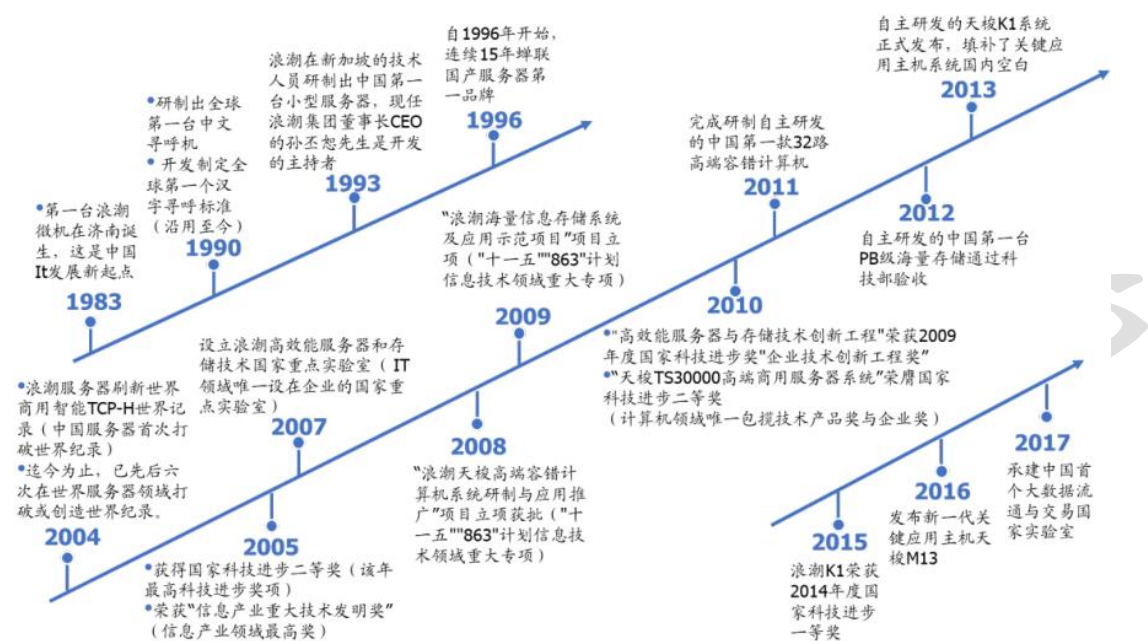 •第一台浪潮
微机在济南诞
生，这是中国
It发展新起点
1983
•研制出全球
第一台中文
寻呼机
• 开发制定全
球第一个汉
字寻呼标准
（沿用至今）
1990
浪潮在新加坡的技术
人员研制出中国第一
台小型服务器，现任
浪潮集团董事长CEO
的孙丕恕先生是开发
的主持者
1993
自1996年开始，
连续15年蝉联
国产服务器第
一品牌
1996
•浪潮服务器刷新世界
商用智能TCP-H世界记
录（中国服务器首次打
破世界纪录）
•迄今为止，已先后六
次在世界服务器领域打
破或创造世界纪录。
2004
2005
•获得国家科技进步二等奖（该年
最高科技进步奖项）
•荣获“信息产业重大技术发明奖”
（信息产业领域最高奖）
设立浪潮高效能服务器和存
储技术国家重点实验室（ IT
领域唯一设在企业的国家重
点实验室）
2007
2008
“浪潮天梭高端容错计
算机系统研制与应用推
广”项目立项获批（"十一
五""863"计划信息技
术领域重大专项）
“浪潮海量信息存储系统
及应用示范项目”项目立
项（"十一五""863"计划
信息技术领域重大专项）
2009
2010
•"高效能服务器与存储技术创新工程"荣获2009
年度国家科技进步奖"企业技术创新工程奖”
•“天梭TS30000高端商用服务器系统”荣膺国家
科技进步二等奖
（计算机领域唯一包揽技术产品奖与企业奖）
完成研制自主研发
的中国第一款32路
高端容错计算机
2011
2012
自主研发的中国第一台
PB级海量存储通过科
技部验收
自主研发的天梭K1系统
正式发布，填补了关键应
用主机系统国内空白
2013
2015
浪潮K1荣获
2014年度国
家科技进步
一等奖
2016
发布新一代关
键应用主机天
梭M13
2017
承建中国首
个大数据流
通与交易国
家实验室